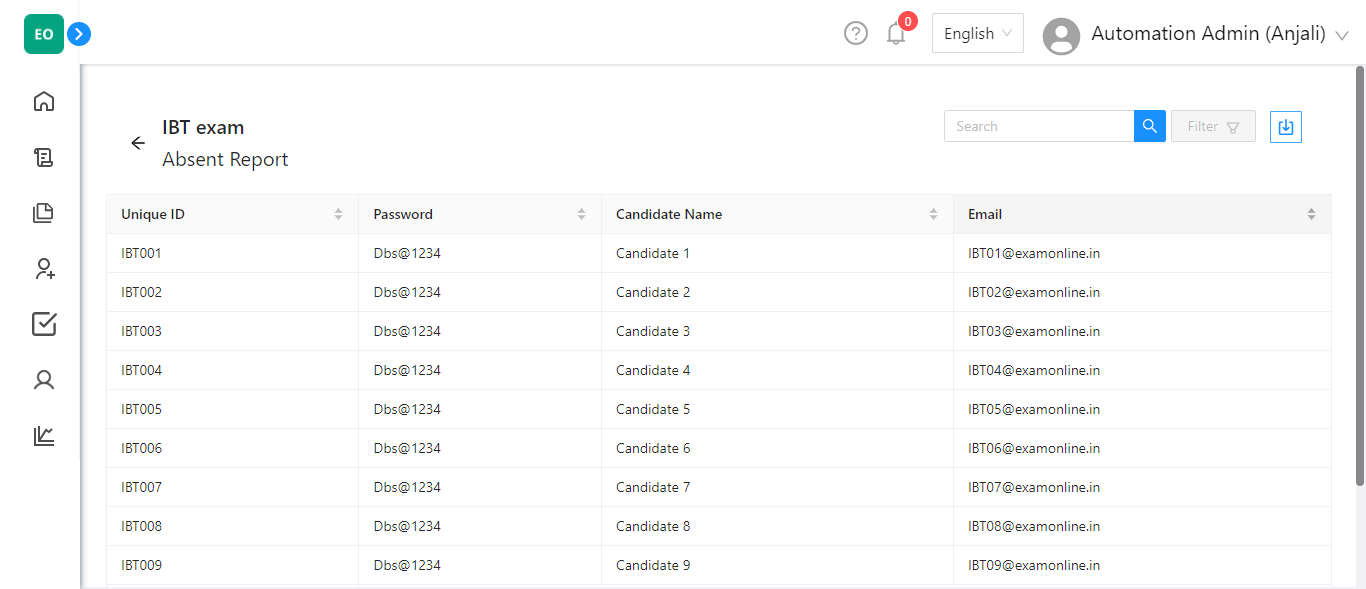 EO
0
English
Automation Admin (Anjali)
IBT exam
Absent Report
Search
Filter
Unique ID Password Candidate Name Email
IBT001 Dbs@1234 Candidate 1 IBT01@examonline.in
IBT002 Dbs@1234 Candidate 2 IBT02@examonline.in
IBT003 Dbs@1234 Candidate 3 IBT03@examonline.in
IBT004 Dbs@1234 Candidate 4 IBT04@examonline.in
IBT005 Dbs@1234 Candidate 5 IBT05@examonline.in
IBT006 Dbs@1234 Candidate 6 IBT06@examonline.in
IBT007 Dbs@1234 Candidate 7 IBT07@examonline.in
IBT008 Dbs@1234 Candidate 8 IBT08@examonline.in
IBT009 Dbs@1234 Candidate 9 IBT09@examonline.in